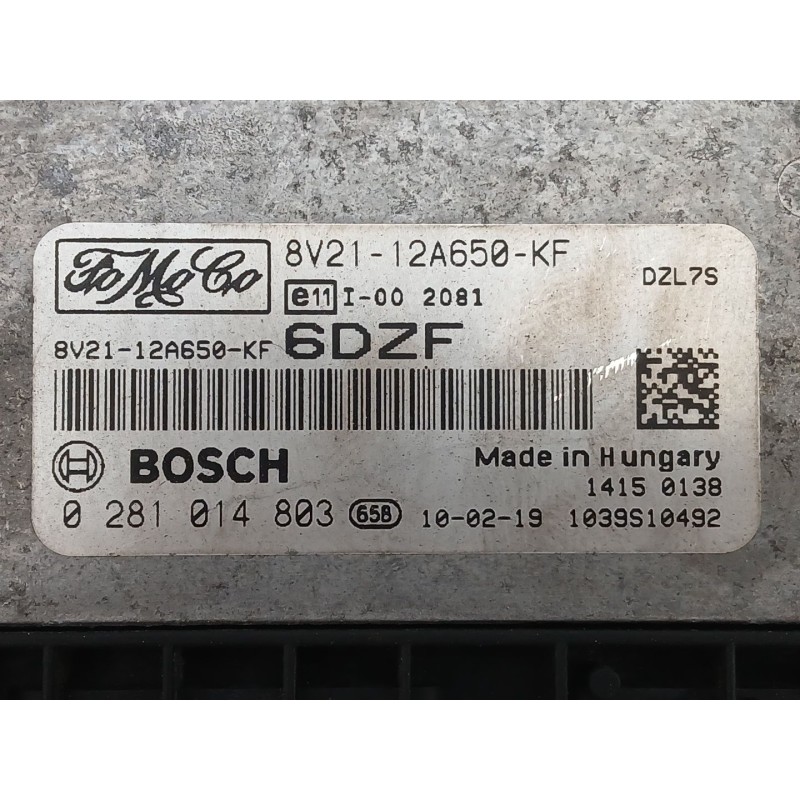 FoMoCo 8V21-12A650-KF DZL7S
e11 I-00 2081
8V21-12A650-KF 6DZF
BOSCH Made in Hungary
1415 0138
0 281 014 803 658 10-02-19 1039S10492